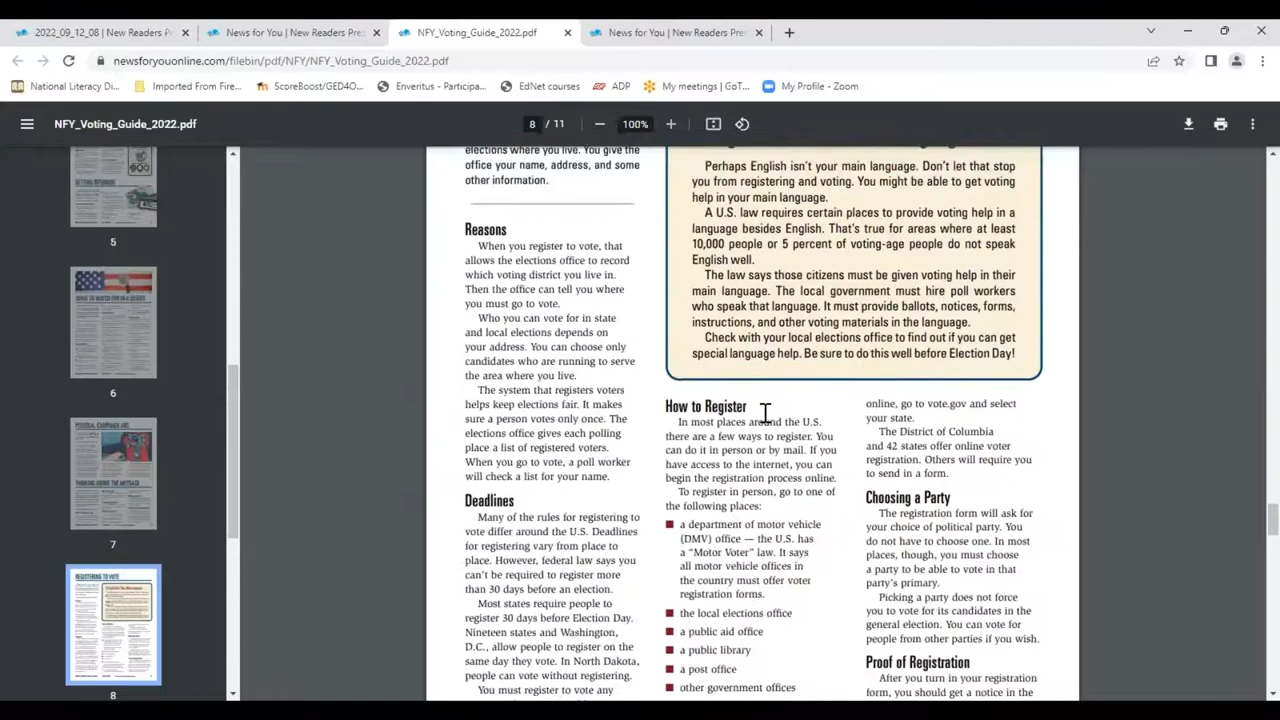 2022_09_12_08 | New Readers Pr
News for You | New Readers Pres
NFY_Voting_Guide_2022.pdf
News for You | New Readers Pres
newsforyouonline.com/filebin/pdf/NFY/NFY_Voting_Guide_2022.pdf
National Literacy Di...
Imported From Fire...
ScoreBoost/GED4O...
Enveritus - Participa...
EdNet courses
ADP
My meetings | GoT...
My Profile - Zoom
NFY_Voting_Guide_2022.pdf
8 / 11
100%
5
6
7
REGISTERING TO VOTE
8
elections where you live. You give the
office your name, address, and some
other information.
Reasons
When you register to vote, that
allows the elections office to record
which voting district you live in.
Then the office can tell you where
you must go to vote.
Who you can vote for in state
and local elections depends on
your address. You can choose only
candidates who are running to serve
the area where you live.
The system that registers voters
helps keep elections fair. It makes
sure a person votes only once. The
elections office gives each polling
place a list of registered voters.
When you go to vote, a poll worker
will check a list for your name.
Deadlines
Many of the rules for registering to
vote differ around the U.S. Deadlines
for registering vary from place to
place. However, federal law says you
can't be required to register more
than 30 days before an election.
Most states require people to
register 30 days before Election Day.
Nineteen states and Washington,
D.C., allow people to register on the
same day they vote. In North Dakota,
people can vote without registering.
You must register to vote any
Perhaps English isn't your main language. Don't let that stop
you from registering and voting. You might be able to get voting
help in your main language.
A U.S. law requires certain places to provide voting help in a
language besides English. That's true for areas where at least
10,000 people or 5 percent of voting-age people do not speak
English well.
The law says those citizens must be given voting help in their
main language. The local government must hire poll workers
who speak that language. It must provide ballots, notices, forms,
instructions, and other voting materials in the language.
Check with your local elections office to find out if you can get
special language help. Be sure to do this well before Election Day!
How to Register
In most places around the U.S.
there are a few ways to register. You
can do it in person or by mail. If you
have access to the internet, you can
begin the registration process online.
To register in person, go to one of
the following places:
a department of motor vehicle
(DMV) office — the U.S. has
a "Motor Voter" law. It says
all motor vehicle offices in
the country must offer voter
registration forms.
the local elections office
a public aid office
a public library
a post office
other government offices
online, go to vote.gov and select
your state.
The District of Columbia
and 42 states offer online voter
registration. Others will require you
to send in a form.
Choosing a Party
The registration form will ask for
your choice of political party. You
do not have to choose one. In most
places, though, you must choose
a party to be able to vote in that
party's primary.
Picking a party does not force
you to vote for its candidates in the
general election. You can vote for
people from other parties if you wish.
Proof of Registration
After you turn in your registration
form, you should get a notice in the